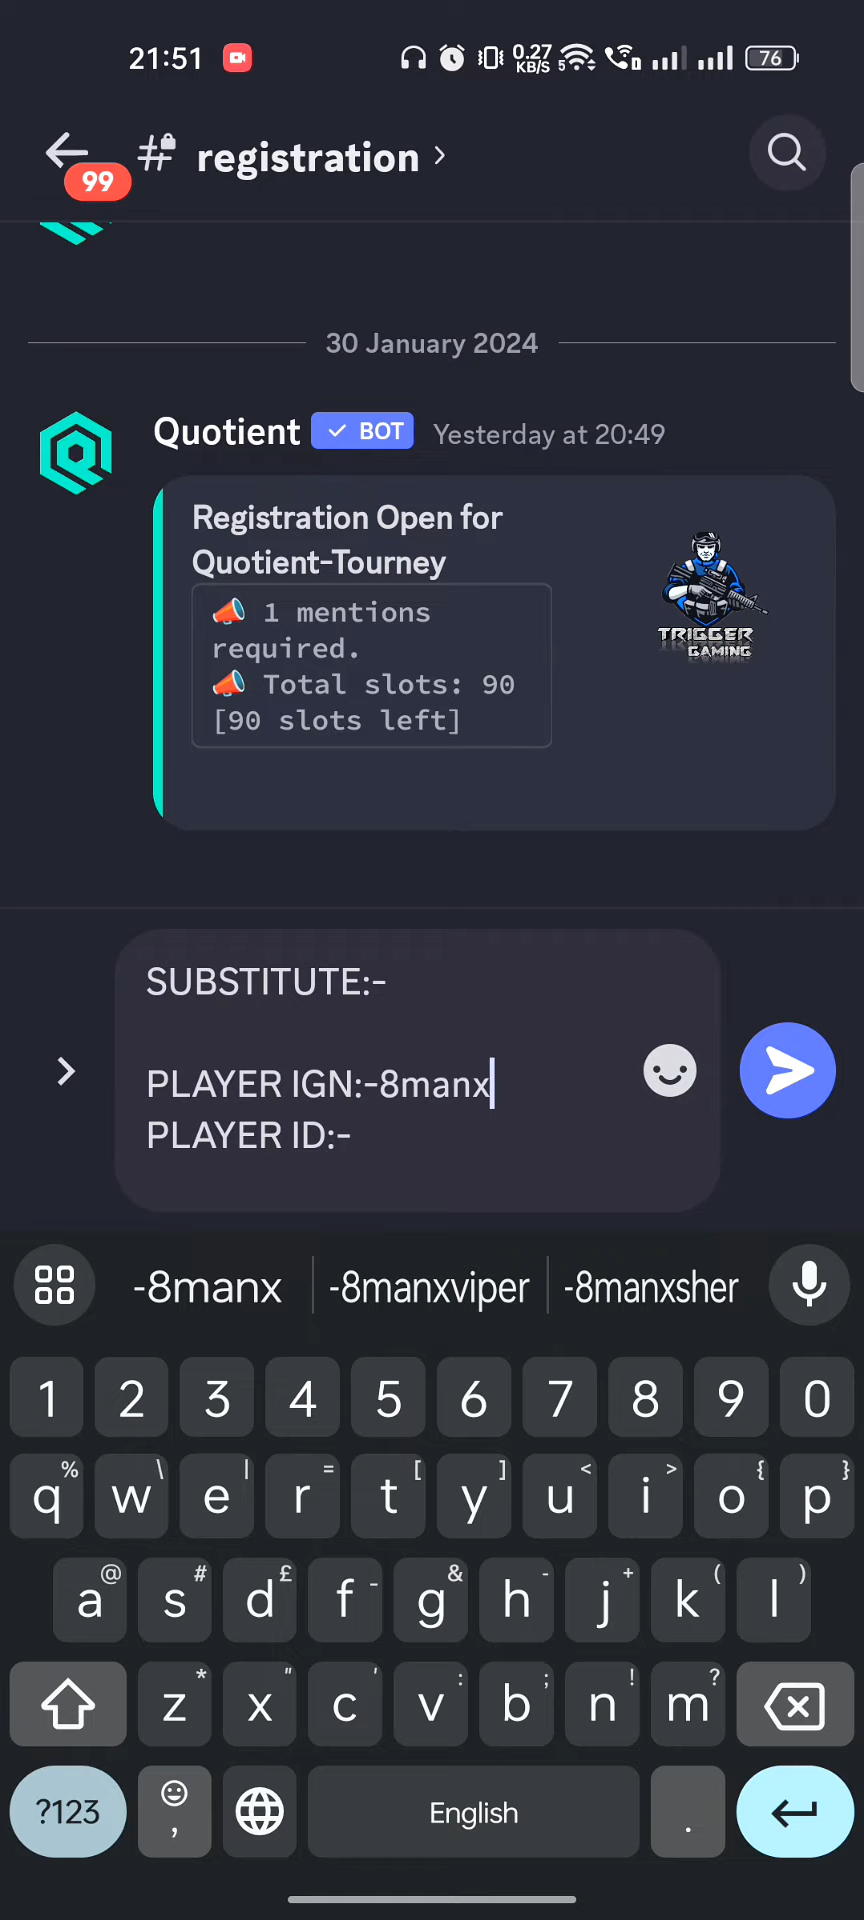 21:51 0.27 KB/S 5 76
99 # registration >
30 January 2024
Quotient ✓ BOT Yesterday at 20:49
Registration Open for
Quotient-Tourney
📣 1 mentions
required.
📣 Total slots: 90
[90 slots left]
TRIGGER
GAMING
SUBSTITUTE:-
PLAYER IGN:-8manx
PLAYER ID:-
-8manx -8manxviper -8manxsher
1 2 3 4 5 6 7 8 9 0
% \ | = [ ] < > { }
q w e r t y u i o p
@ # £ - & - + ( )
a s d f g h j k l
* " ' : ; ! ?
z x c v b n m
?123 , English .